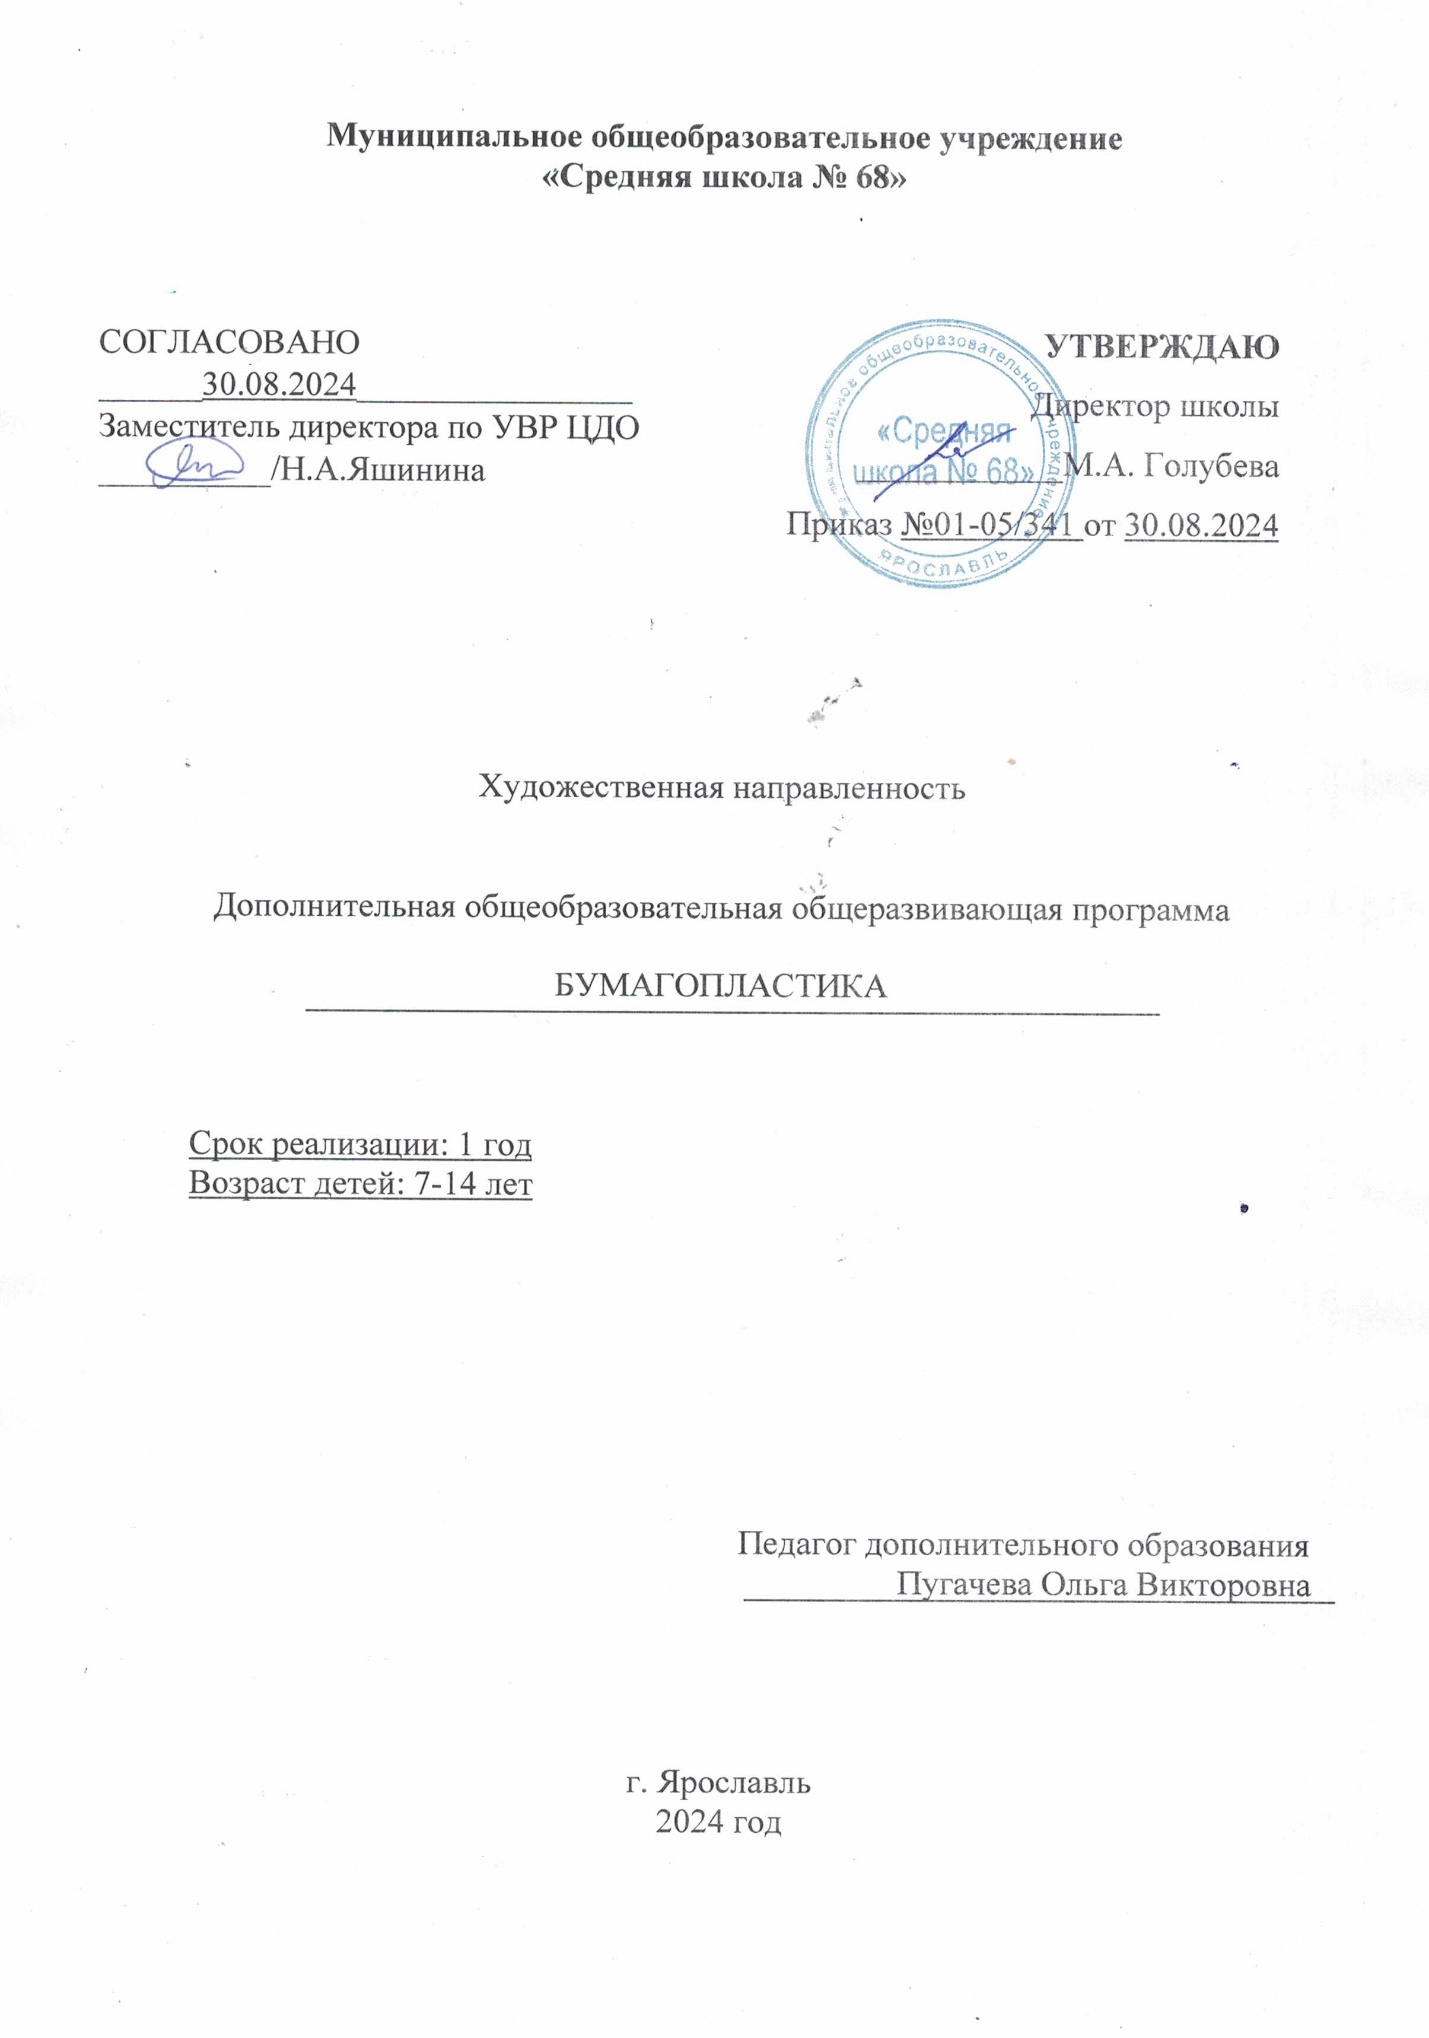 Муниципальное общеобразовательное учреждение
«Средняя школа № 68»
СОГЛАСОВАНО
30.08.2024
Заместитель директора по УВР ЦДО
/Н.А.Яшинина
УТВЕРЖДАЮ
Директор школы
М.А. Голубева
Приказ №01-05/341 от 30.08.2024
общеобразовательное учреждение
«Средняя
школа № 68»
ЯРОСЛАВЛЬ
Художественная направленность
Дополнительная общеобразовательная общеразвивающая программа
БУМАГОПЛАСТИКА
Срок реализации: 1 год
Возраст детей: 7-14 лет
Педагог дополнительного образования
Пугачева Ольга Викторовна
г. Ярославль
2024 год